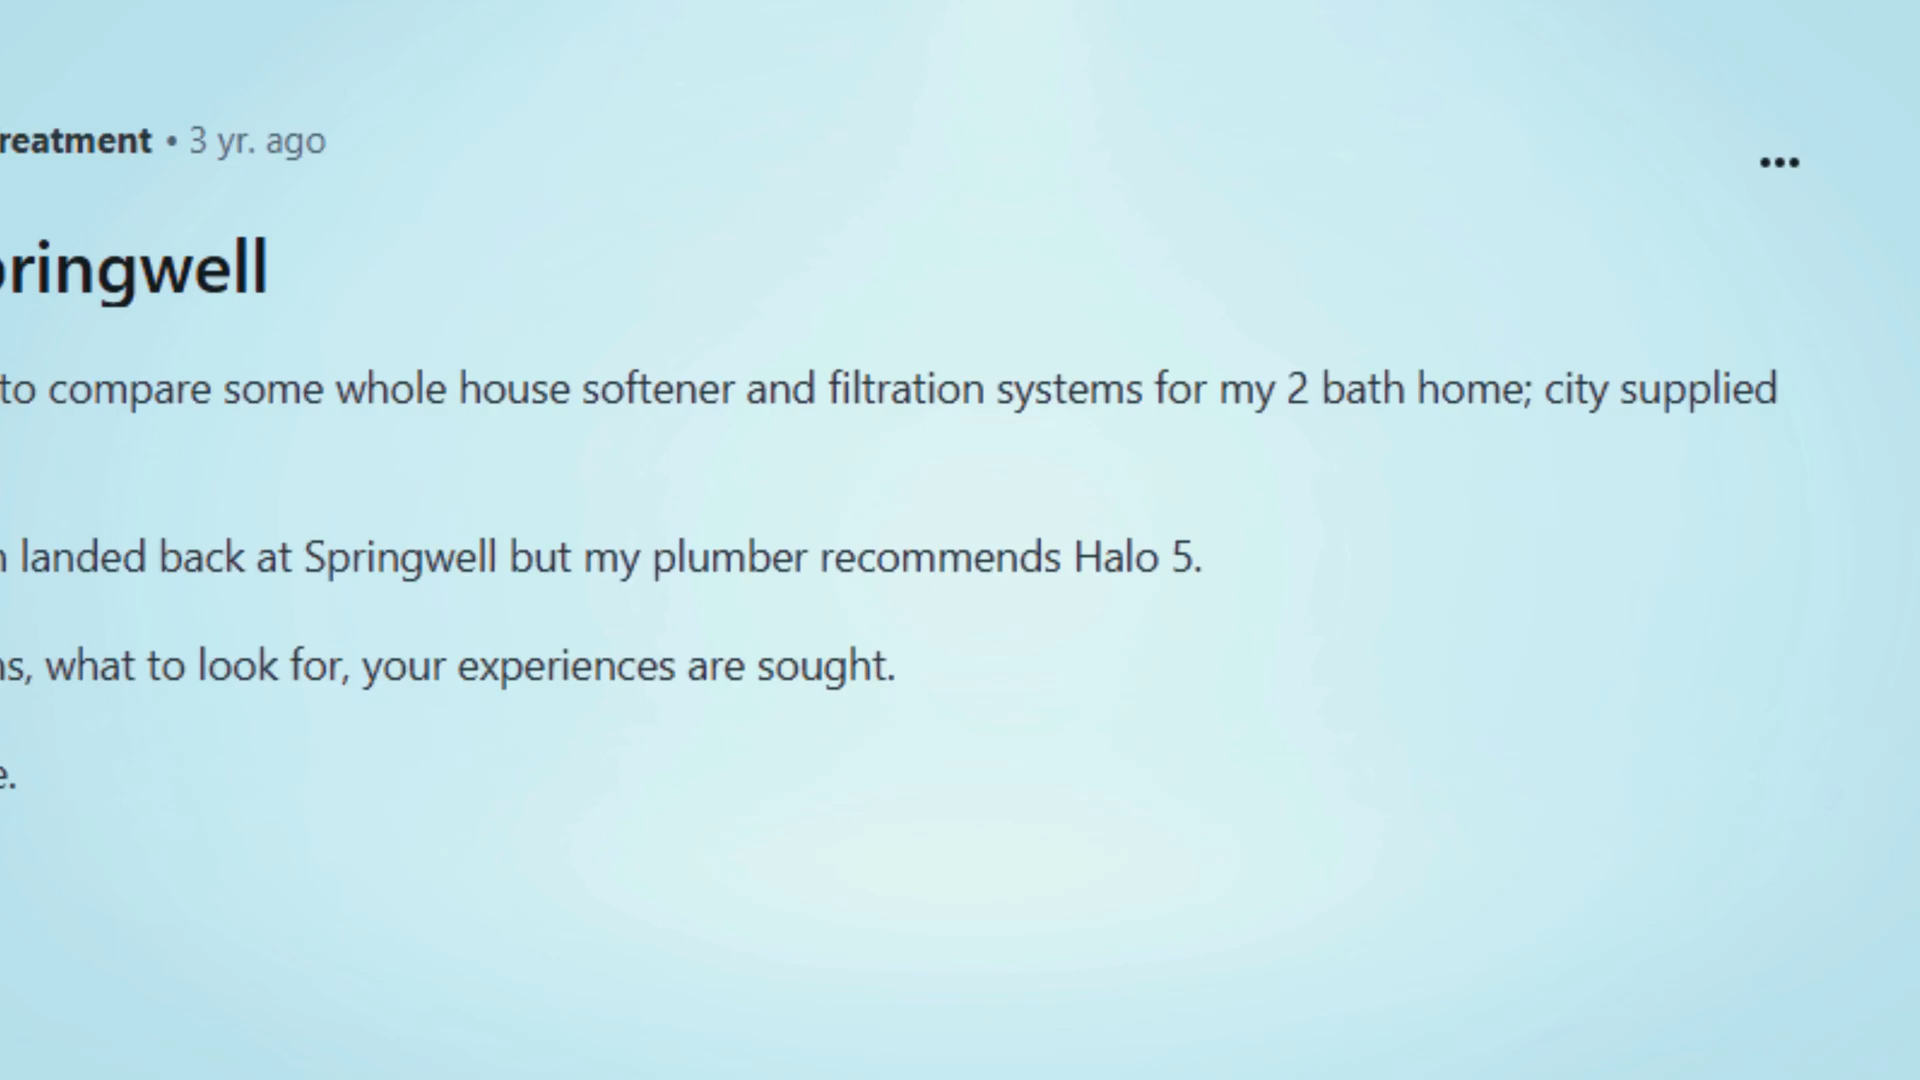 reatment • 3 yr. ago
pringwell
to compare some whole house softener and filtration systems for my 2 bath home; city supplied
landed back at Springwell but my plumber recommends Halo 5.
ns, what to look for, your experiences are sought.
e.